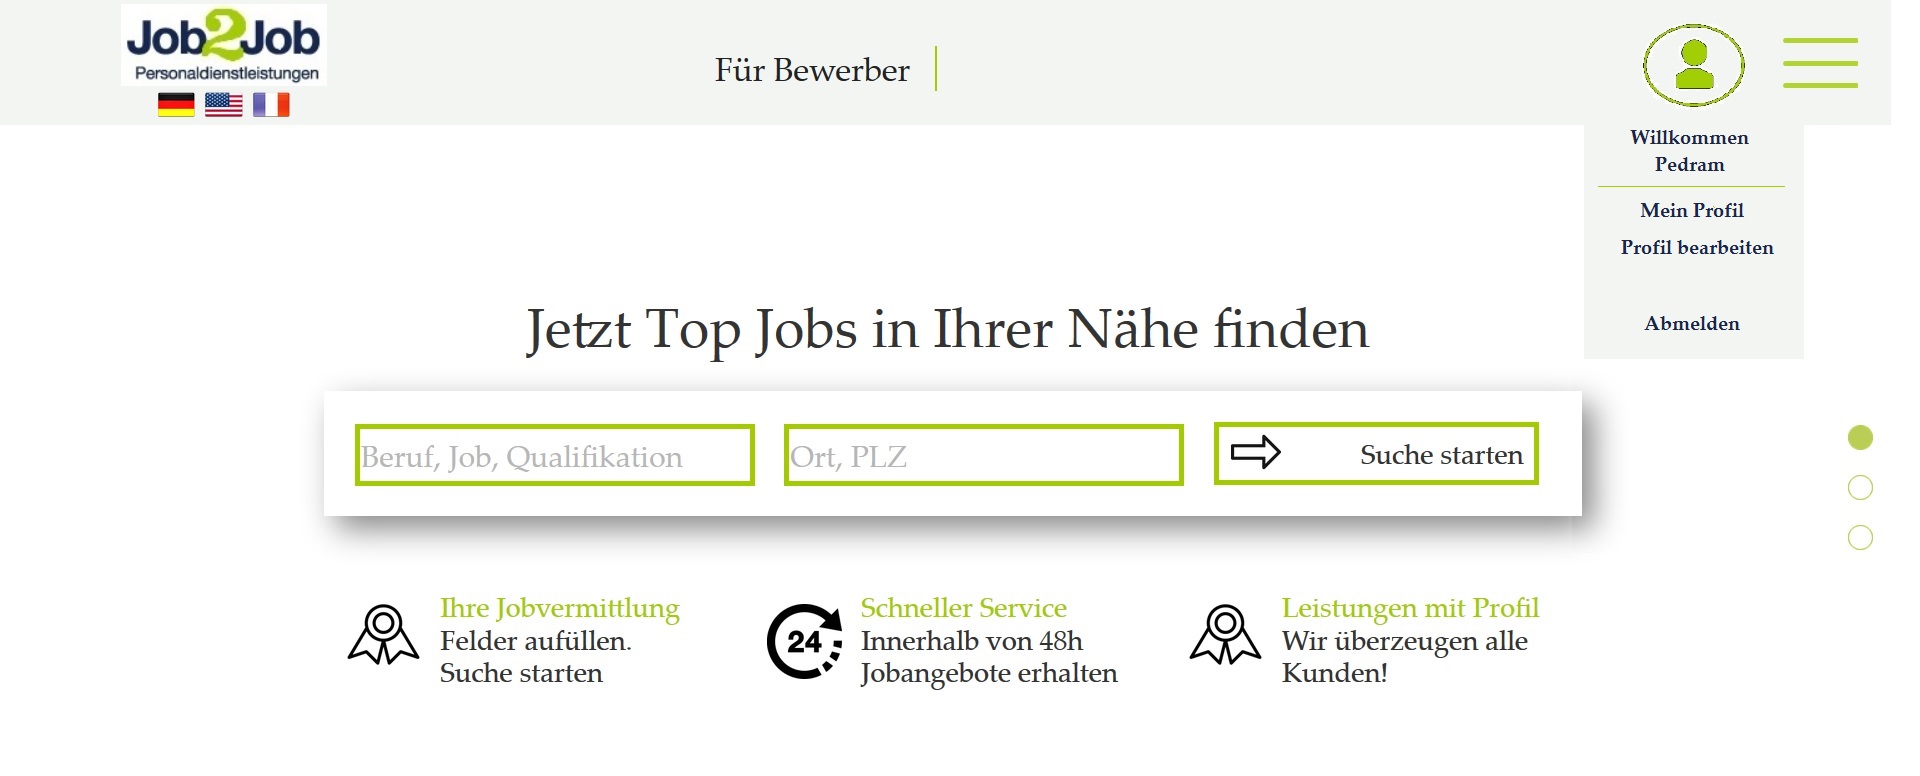 Job2Job
Personaldienstleistungen
Für Bewerber
Willkommen
Pedram
Mein Profil
Profil bearbeiten
Abmelden
Jetzt Top Jobs in Ihrer Nähe finden
Beruf, Job, Qualifikation
Ort, PLZ
Suche starten
Ihre Jobvermittlung
Felder aufüllen.
Suche starten
24
Schneller Service
Innerhalb von 48h
Jobangebote erhalten
Leistungen mit Profil
Wir überzeugen alle
Kunden!